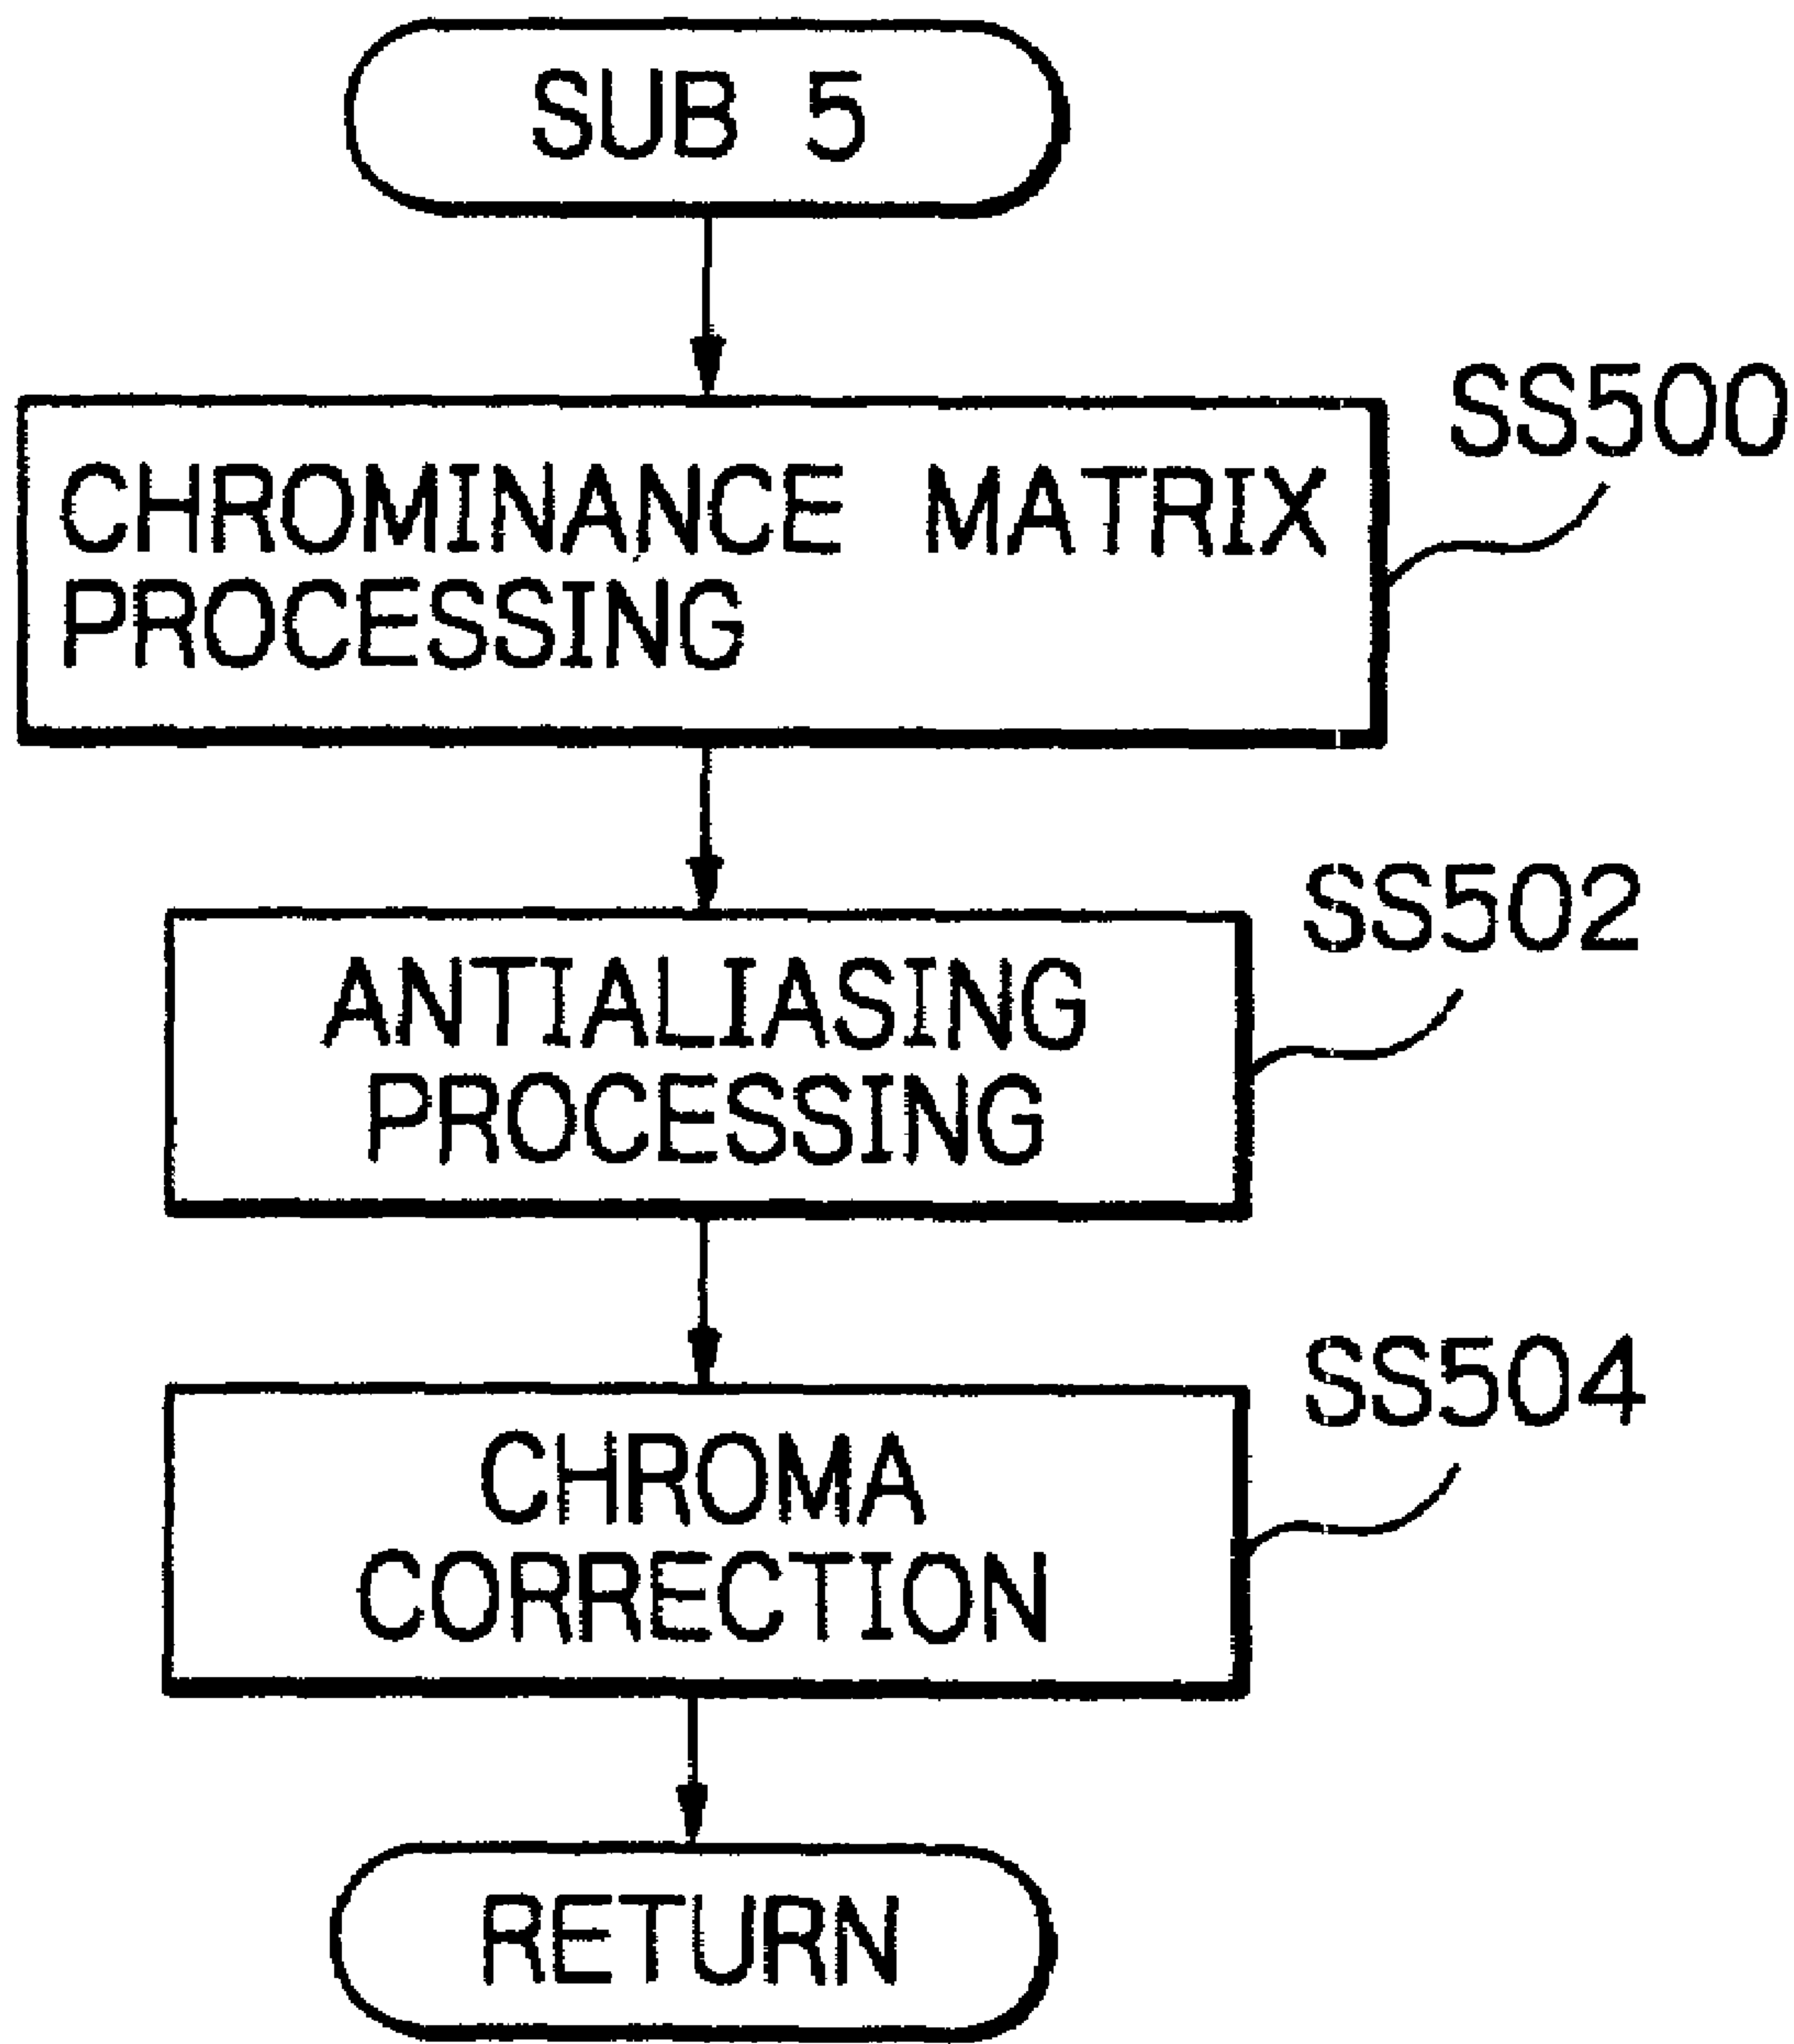 SUB 5
SS500
CHROMINANCE MATRIX
PROCESSING
SS502
ANTIALIASING
PROCESSING
SS504
CHROMA
CORRECTION
RETURN